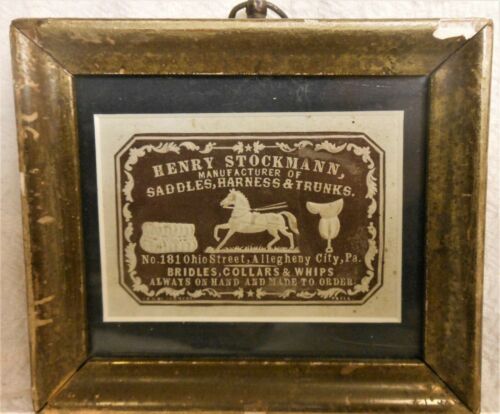 HENRY STOCKMANN,
MANUFACTURER OF
SADDLES, HARNESS & TRUNKS.
No. 181 Ohio Street, Allegheny City, Pa.
BRIDLES, COLLARS & WHIPS
ALWAYS ON HAND AND MADE TO ORDER.